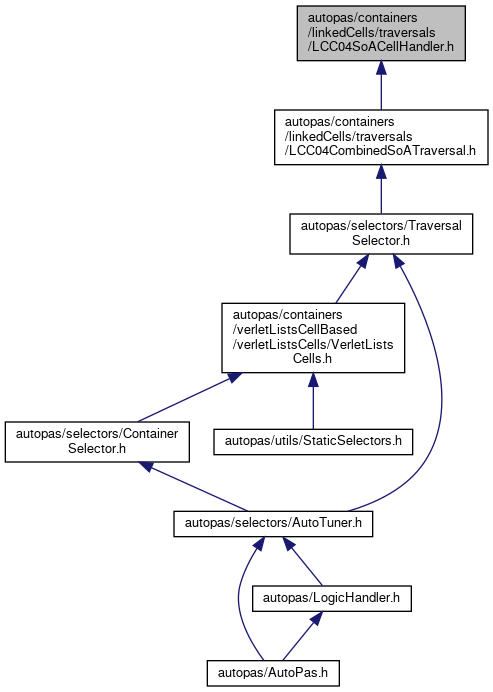 autopas/containers
/linkedCells/traversals
/LCC04SoACellHandler.h
autopas/containers
/linkedCells/traversals
/LCC04CombinedSoATraversal.h
autopas/selectors/Traversal
Selector.h
autopas/containers
/verletListsCellBased
/verletListsCells/VerletLists
Cells.h
autopas/selectors/Container
Selector.h
autopas/utils/StaticSelectors.h
autopas/selectors/AutoTuner.h
autopas/LogicHandler.h
autopas/AutoPas.h